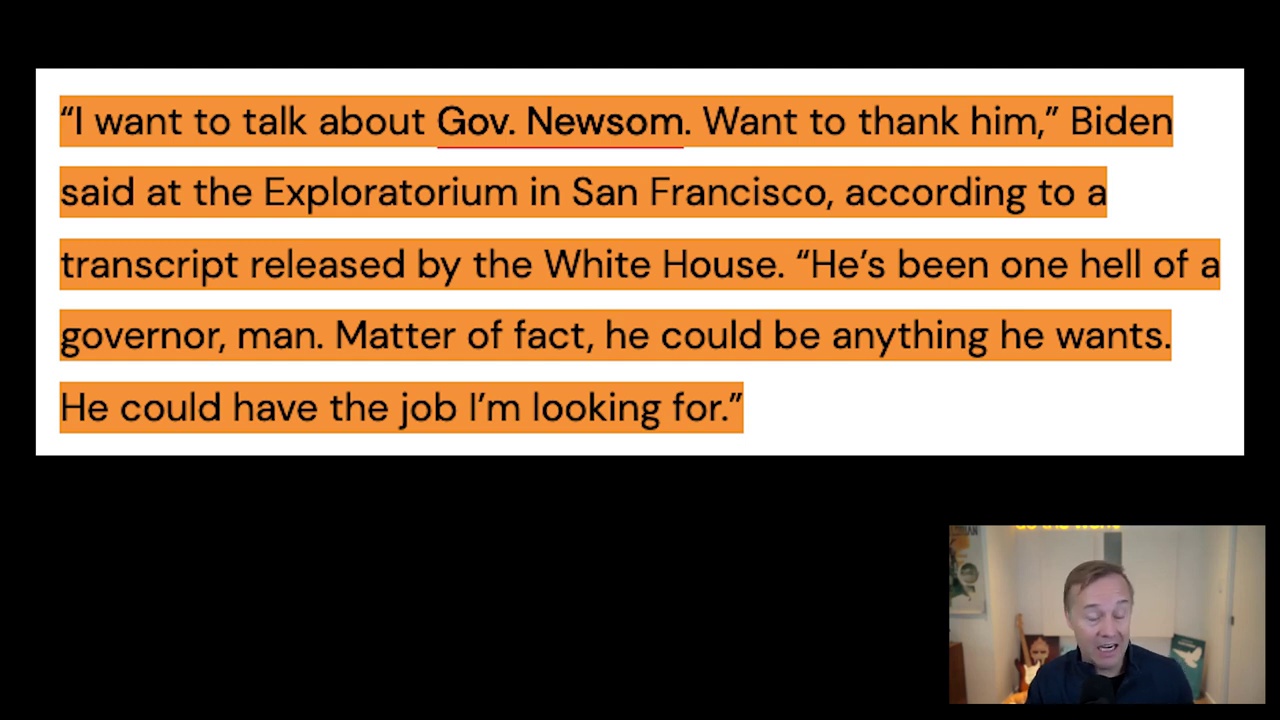 “I want to talk about Gov. Newsom. Want to thank him,” Biden
said at the Exploratorium in San Francisco, according to a
transcript released by the White House. “He’s been one hell of a
governor, man. Matter of fact, he could be anything he wants.
He could have the job I’m looking for.”